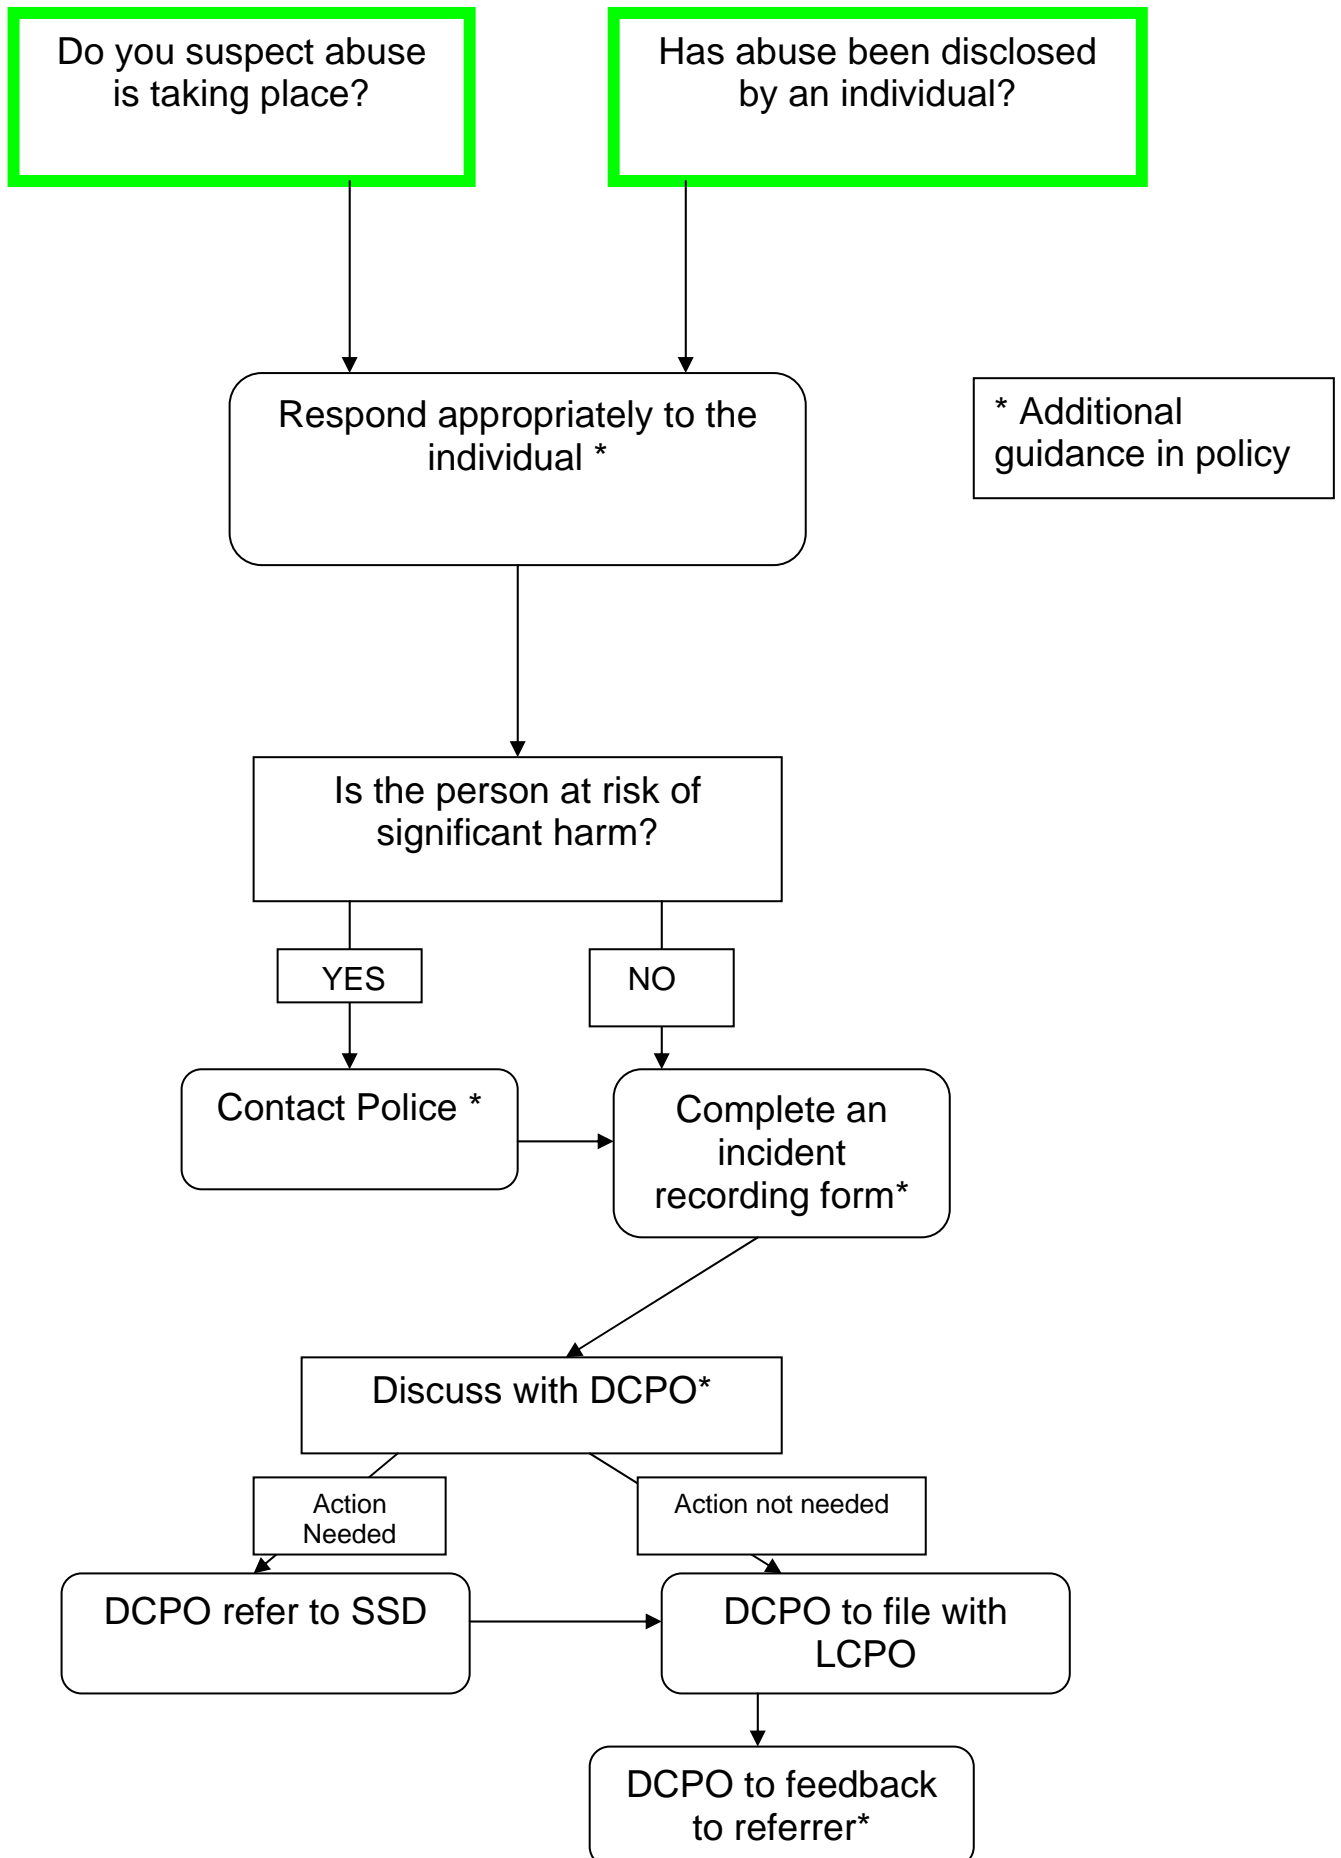 Do you suspect abuse
is taking place?
Has abuse been disclosed
by an individual?
Respond appropriately to the
individual *
* Additional
guidance in policy
Is the person at risk of
significant harm?
YES
NO
Contact Police *
Complete an
incident
recording form*
Discuss with DCPO*
Action
Needed
Action not needed
DCPO refer to SSD
DCPO to file with
LCPO
DCPO to feedback
to referrer*